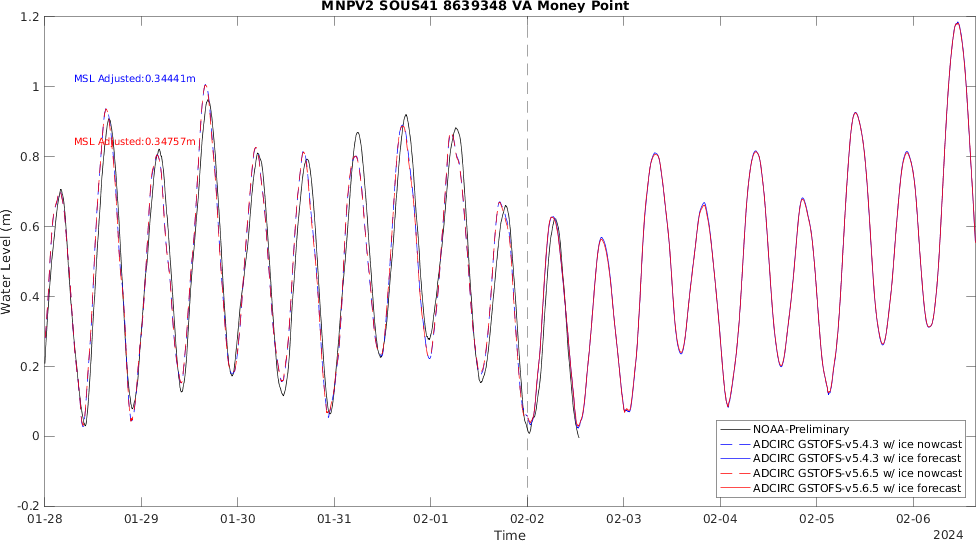 MNPV2 SOUS41 8639348 VA Money Point
1.2
1
0.8
0.6
0.4
0.2
0
-0.2
Water Level (m)
MSL Adjusted:0.34441m
MSL Adjusted:0.34757m
NOAA-Preliminary
ADCIRC GSTOFS-v5.4.3 w/ ice nowcast
ADCIRC GSTOFS-v5.4.3 w/ ice forecast
ADCIRC GSTOFS-v5.6.5 w/ ice nowcast
ADCIRC GSTOFS-v5.6.5 w/ ice forecast
01-28 01-29 01-30 01-31 02-01 02-02 02-03 02-04 02-05 02-06
Time
2024